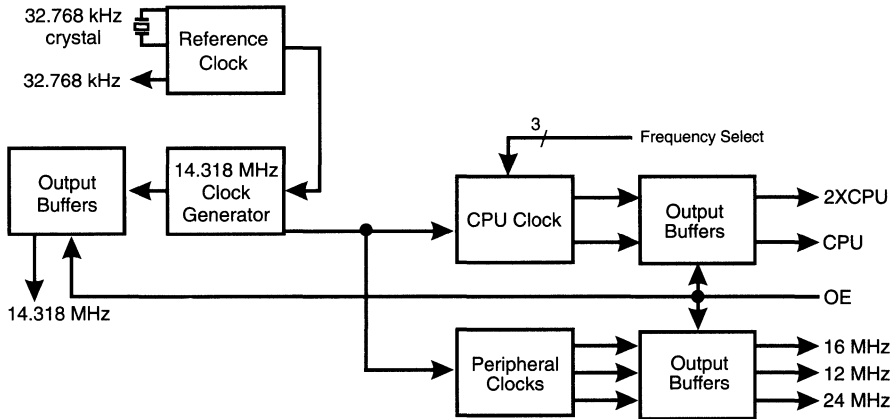 32.768 kHz
crystal
Reference
Clock
32.768 kHz
3
Frequency Select
Output
Buffers
14.318 MHz
Clock
Generator
CPU Clock
Output
Buffers
2XCPU
CPU
14.318 MHz
OE
Peripheral
Clocks
Output
Buffers
16 MHz
12 MHz
24 MHz